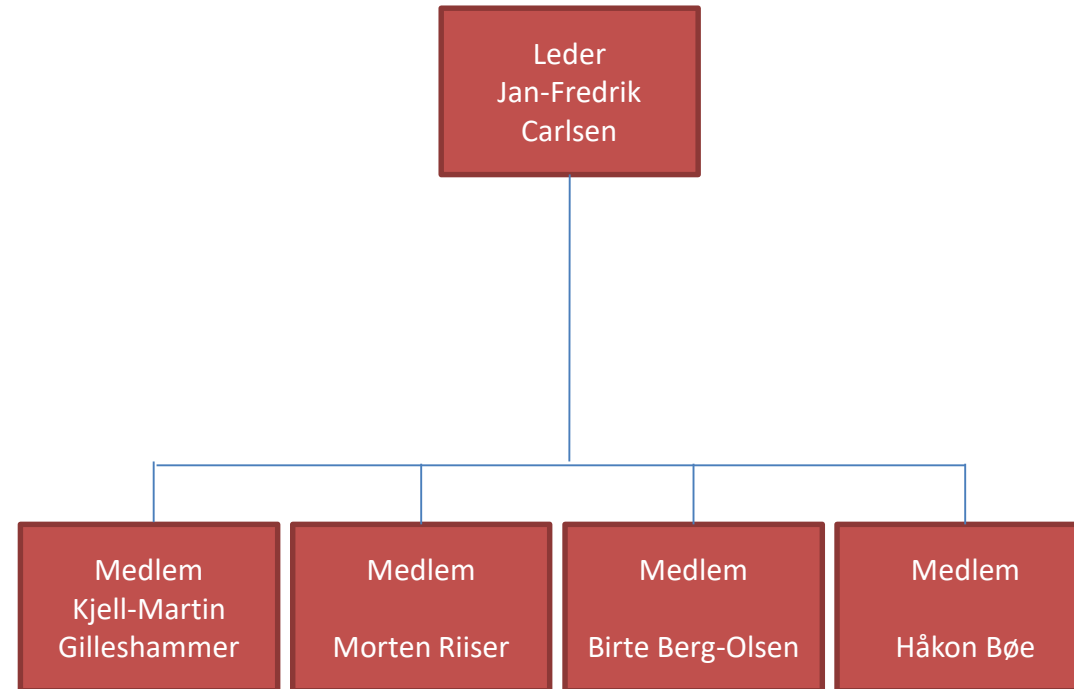 Leder
Jan-Fredrik
Carlsen
Medlem
Kjell-Martin
Gilleshammer
Medlem
Morten Riiser
Medlem
Birte Berg-Olsen
Medlem
Håkon Bøe